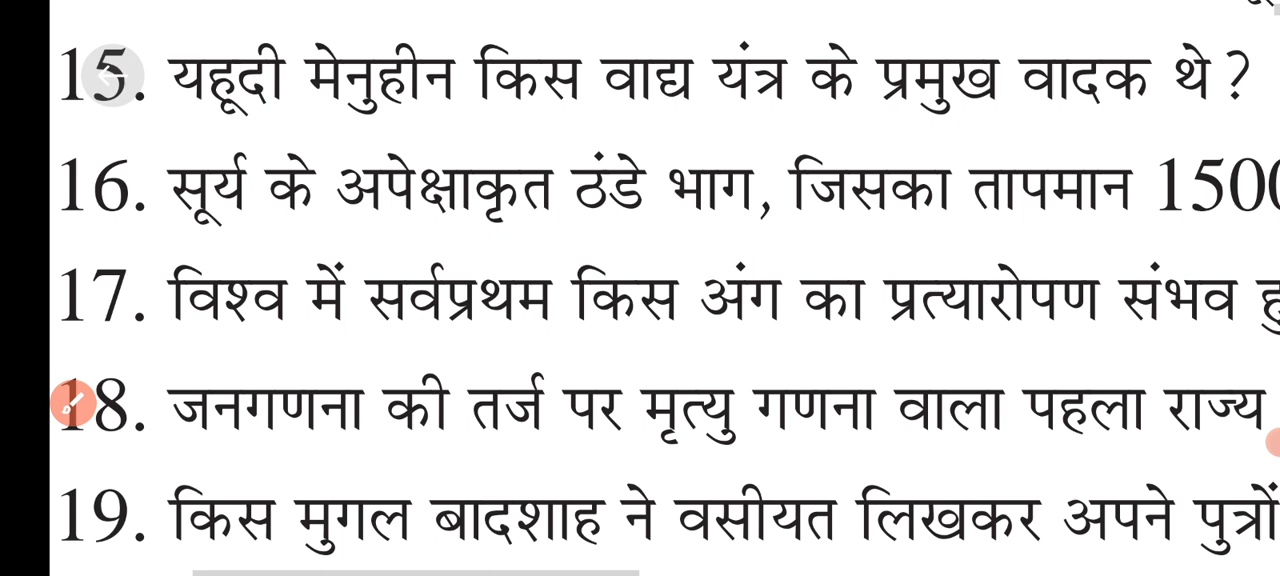 15. यहूदी मेनुहीन किस वाद्य यंत्र के प्रमुख वादक थे ?
16. सूर्य के अपेक्षाकृत ठंडे भाग, जिसका तापमान 1500
17. विश्व में सर्वप्रथम किस अंग का प्रत्यारोपण संभव
18. जनगणना की तर्ज पर मृत्यु गणना वाला पहला राज्य
19. किस मुगल बादशाह ने वसीयत लिखकर अपने पुत्रों